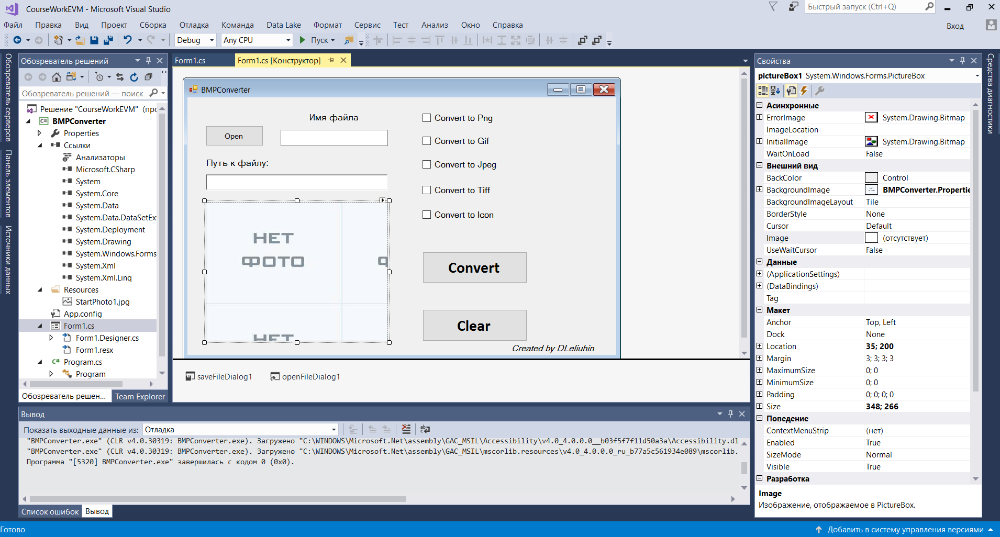 CourseWorkEVM - Microsoft Visual Studio
Быстрый запуск (Ctrl+Q)
Файл Правка Вид Проект Сборка Отладка Команда Data Lake Формат Сервис Тест Анализ Окно Справка
Вход
Debug Any CPU Пуск
Обозреватель серверов
Панель элементов
Источники данных
Обозреватель решений
Обозреватель решений — поиск
Решение "CourseWorkEVM" (прс
BMPConverter
Properties
Ссылки
Анализаторы
Microsoft.CSharp
System
System.Core
System.Data
System.Data.DataSetEx
System.Deployment
System.Drawing
System.Windows.Forms
System.Xml
System.Xml.Linq
Resources
StartPhoto1.jpg
App.config
Form1.cs
Form1.Designer.cs
Form1.resx
Program.cs
Program
Обозреватель решен... Team Explorer
Form1.cs Form1.cs [Конструктор]
BMPConverter
Имя файла
Open
Путь к файлу:
НЕТ
ФОТО
Ф
НЕТ
Convert to Png
Convert to Gif
Convert to Jpeg
Convert to Tiff
Convert to Icon
Convert
Clear
Created by DLeliuhin
saveFileDialog1 openFileDialog1
Вывод
Показать выходные данные из: Отладка
"BMPConverter.exe" (CLR v4.0.30319: BMPConverter.exe). Загружено "C:\WINDOWS\Microsoft.Net\assembly\GAC_MSIL\Accessibility\v4.0_4.0.0.0__b03f5f7f11d50a3a\Accessibility.dl
"BMPConverter.exe" (CLR v4.0.30319: BMPConverter.exe). Загружено "C:\WINDOWS\Microsoft.Net\assembly\GAC_MSIL\mscorlib.resources\v4.0_4.0.0.0_ru_b77a5c561934e089\mscorlib.
Программа "[5320] BMPConverter.exe" завершилась с кодом 0 (0x0).
Список ошибок Вывод
Свойства
pictureBox1 System.Windows.Forms.PictureBox
Асинхронные
ErrorImage System.Drawing.Bitmap
ImageLocation
InitialImage System.Drawing.Bitmap
WaitOnLoad False
Внешний вид
BackColor Control
BackgroundImage BMPConverter.Propertie
BackgroundImageLayout Tile
BorderStyle None
Cursor Default
Image (отсутствует)
UseWaitCursor False
Данные
(ApplicationSettings)
(DataBindings)
Tag
Макет
Anchor Top, Left
Dock None
Location 35; 200
Margin 3; 3; 3; 3
MaximumSize 0; 0
MinimumSize 0; 0
Padding 0; 0; 0; 0
Size 348; 266
Поведение
ContextMenuStrip (нет)
Enabled True
SizeMode Normal
Visible True
Разработка
Image
Изображение, отображаемое в PictureBox.
Средства диагностики
Готово
Добавить в систему управления версиями